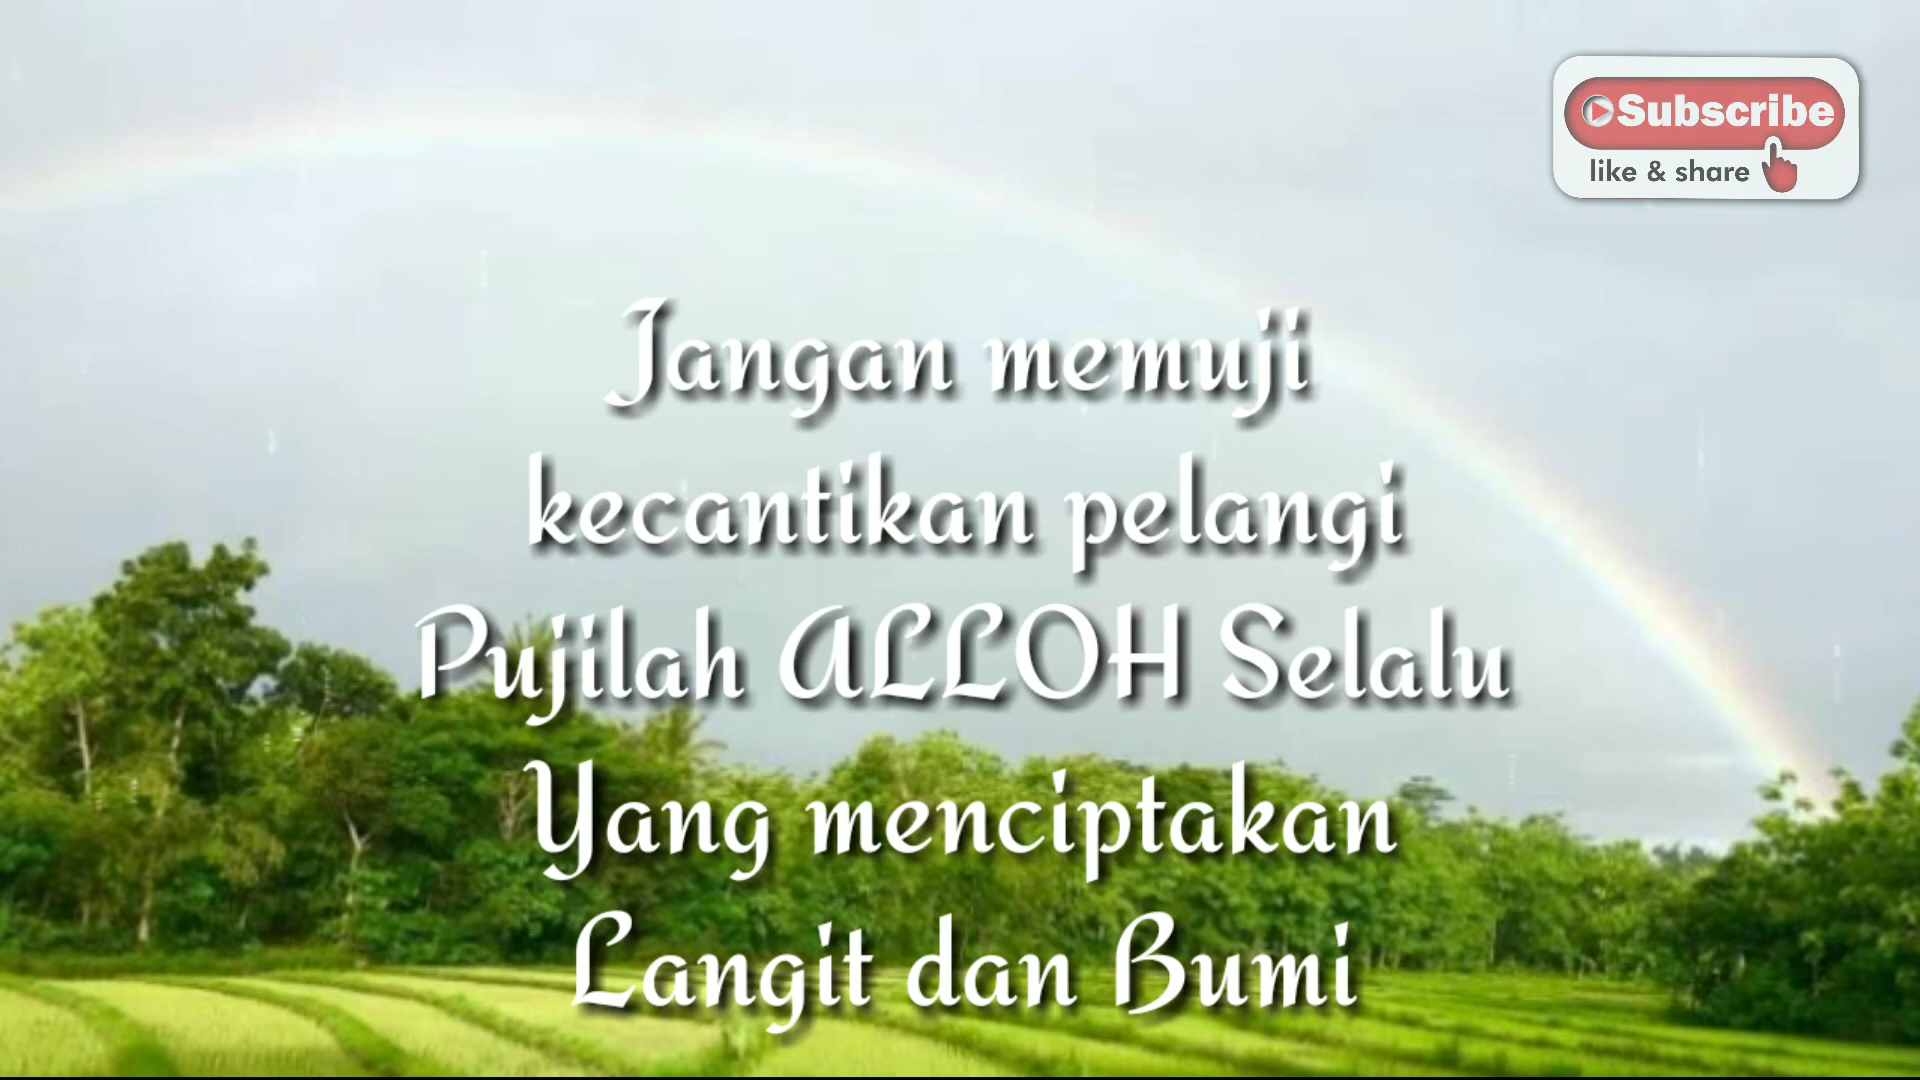 Subscribe
like & share
Jangan memuji
kecantikan pelangi
Pujilah ALLOH Selalu
Yang menciptakan
Langit dan Bumi